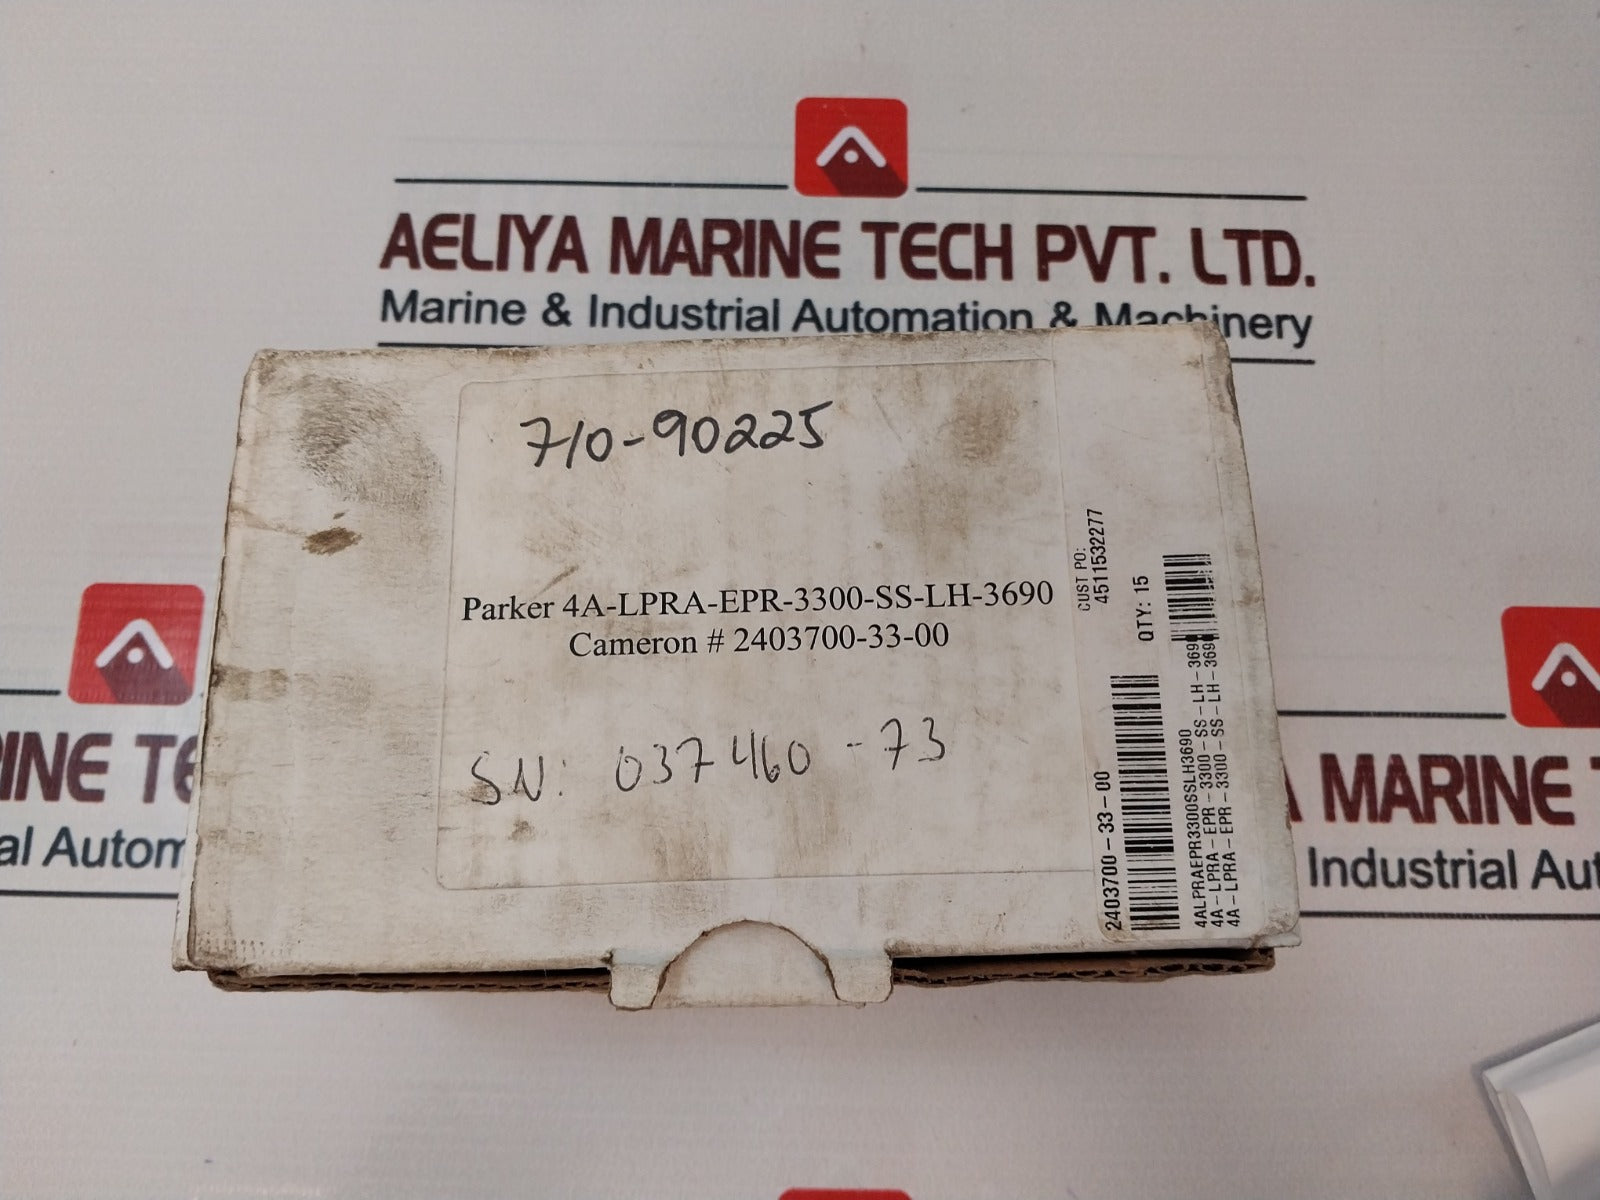 AELIYA MARINE TECH PVT. LTD.
Marine & Industrial Automation & Machinery
710-90225
Parker 4A-LPRA-EPR-3300-SS-LH-3690
Cameron # 2403700-33-00
SN: 037460-73
CUST PO:
4511532277
QTY: 15
2403700-33-00
4ALPRAEPR3300SSLH3690
4A-LPRA-EPR-3300-SS-LH-369
4A-LPRA-EPR-3300-SS-LH-369
INE TE
al Autom
MARINE
Industrial Aut